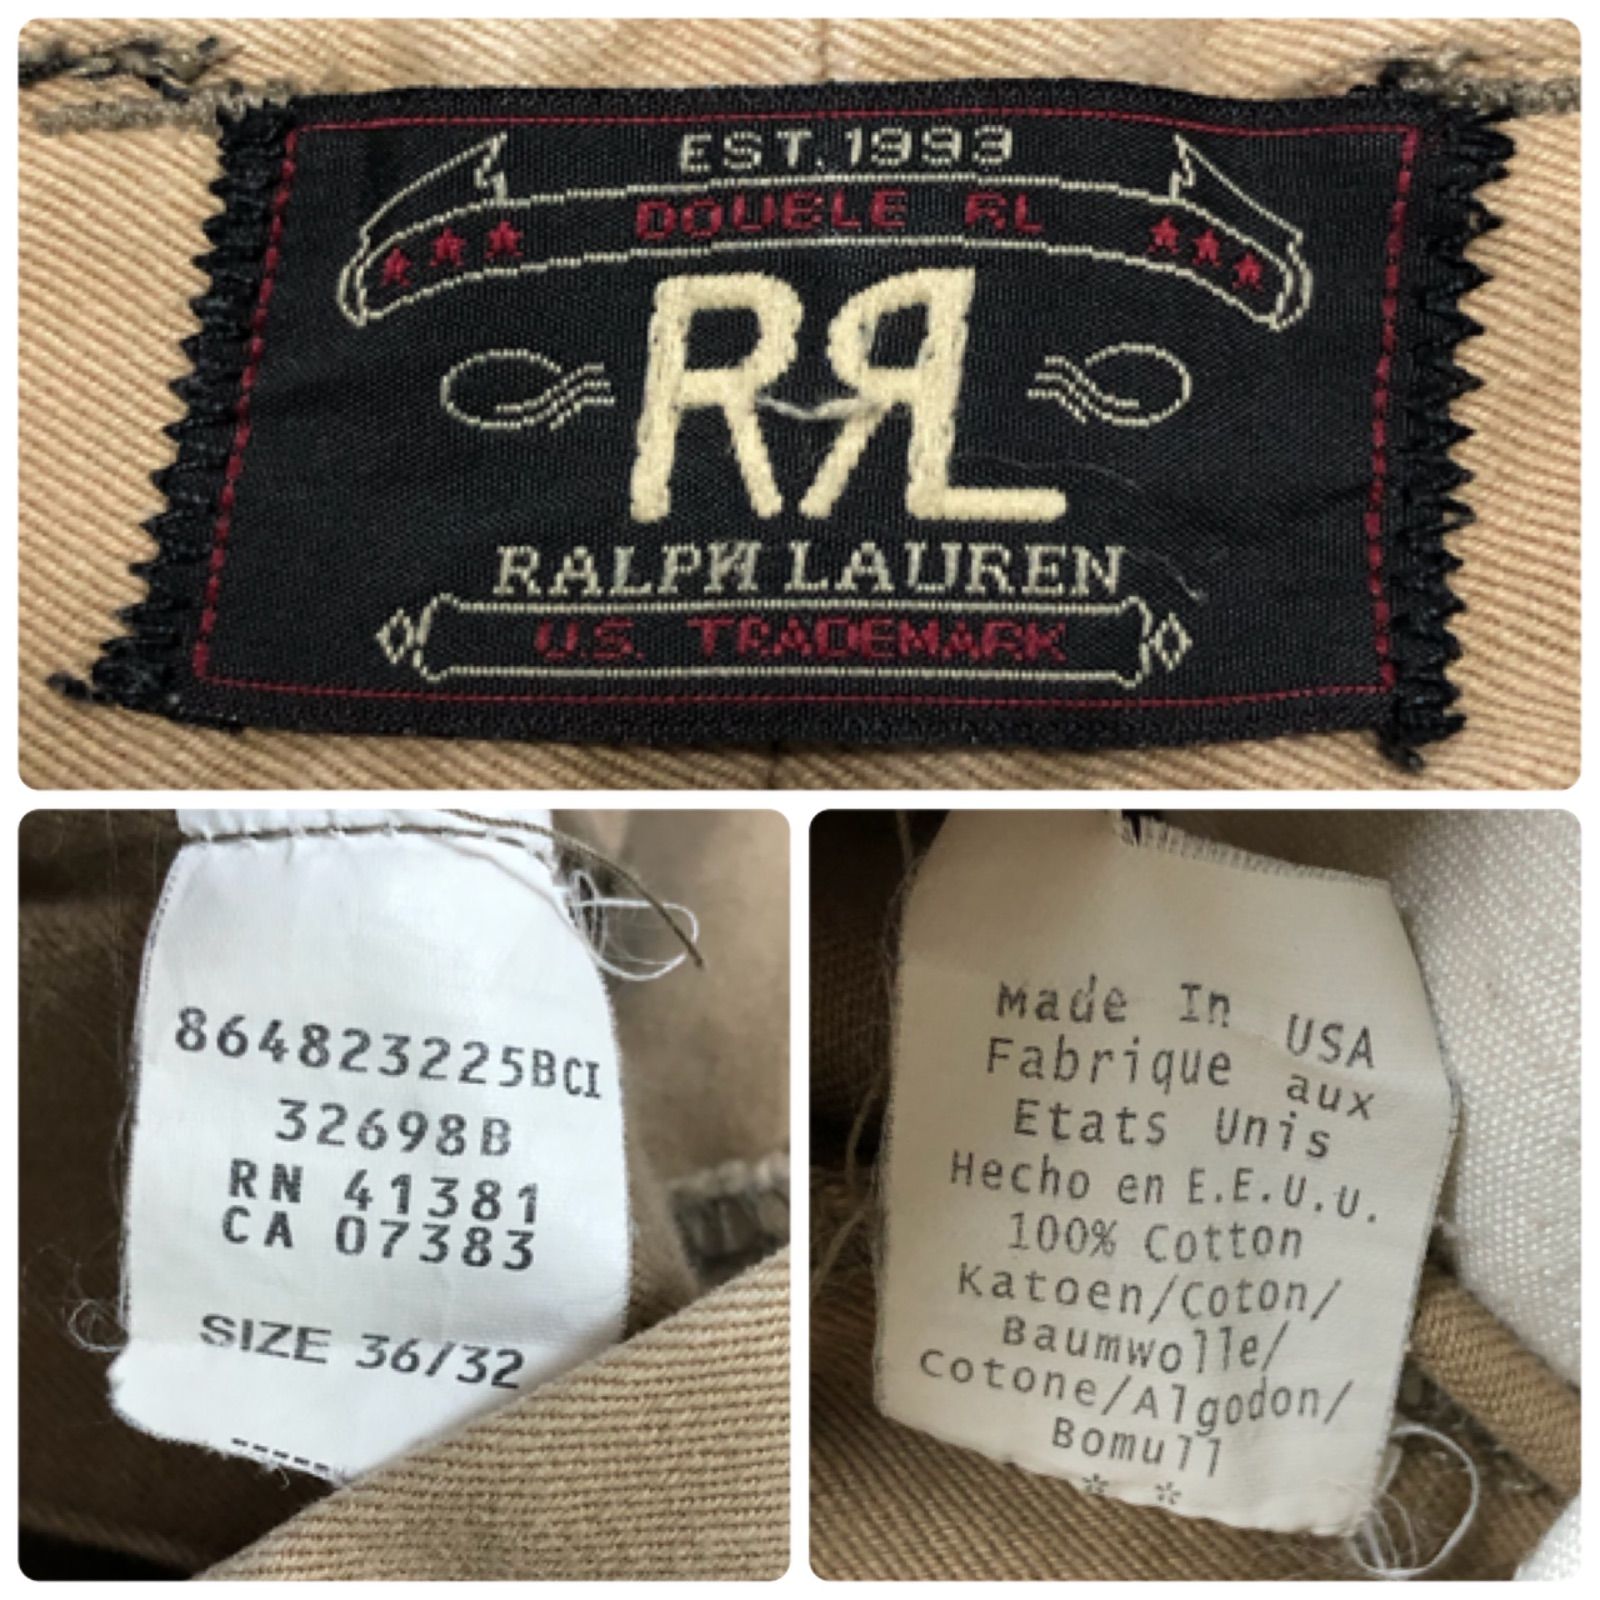 EST. 1993
DOUBLE RL
RRL
RALPH LAUREN
U.S. TRADEMARK
864823225BCI
32698B
RN 41381
CA 07383
SIZE 36/32
Made In USA
Fabrique aux
Etats Unis
Hecho en E.E.U.U.
100% Cotton
Katoen/Coton/
Baumwolle/
Cotone/Algodon/
Bomull
* *